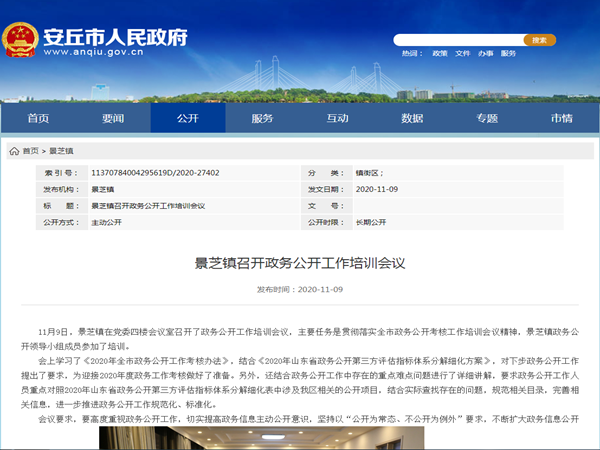 安丘市人民政府
www.anqiu.gov.cn
搜索
热词： 政策 文件 办事 服务
首页 要闻 公开 服务 互动 数据 专题 市情
首页 > 景芝镇
索 引 号： 11370784004295619D/2020-27402 分 类： 镇街区；
发布机构： 景芝镇 发文日期： 2020-11-09
标 题： 景芝镇召开政务公开工作培训会议 文 号：
公开方式： 主动公开 公开时限： 长期公开
景芝镇召开政务公开工作培训会议
发布时间：2020-11-09
11月9日，景芝镇在党委四楼会议室召开了政务公开工作培训会议，主要任务是贯彻落实全市政务公开考核工作培训会议精神，景芝镇政务公
开领导小组成员参加了培训。
会上学习了《2020年全市政务公开工作考核办法》，结合《2020年山东省政务公开第三方评估指标体系分解细化方案》，对下步政务公开工作
提出了要求，为迎接2020年度政务工作考核做好了准备。另外，还结合政务公开工作中存在的重点难点问题进行了详细讲解，要求政务公开工作人
员重点对照2020年山东省政务公开第三方评估指标体系分解细化表中涉及我区相关的公开项目，结合实际查找存在的问题，规范相关目录，完善相
关信息，进一步推进政务公开工作规范化、标准化。
会议要求，要高度重视政务公开工作，切实提高政务信息主动公开意识，坚持以“公开为常态、不公开为例外”要求，不断扩大政务信息公开